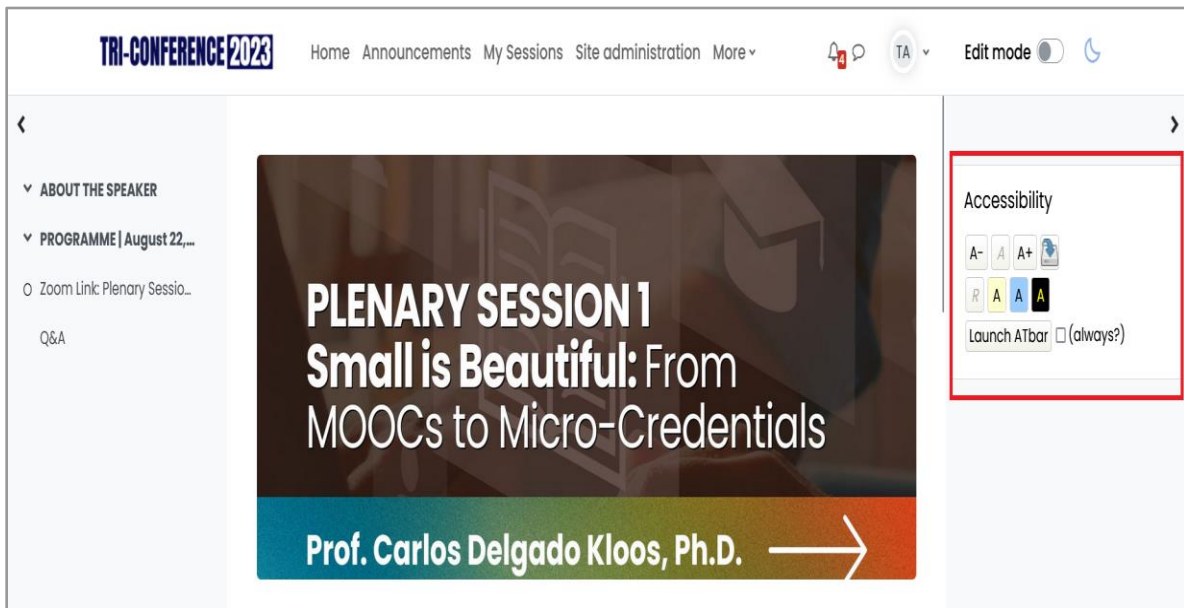 TRI-CONFERENCE 2023 Home Announcements My Sessions Site administration More 4 TA Edit mode
ABOUT THE SPEAKER
PROGRAMME | August 22,...
Zoom Link: Plenary Sessio...
Q&A
PLENARY SESSION 1
Small is Beautiful: From
MOOCs to Micro-Credentials
Prof. Carlos Delgado Kloos, Ph.D.
Accessibility
A- A A+
R A A A
Launch ATbar (always?)